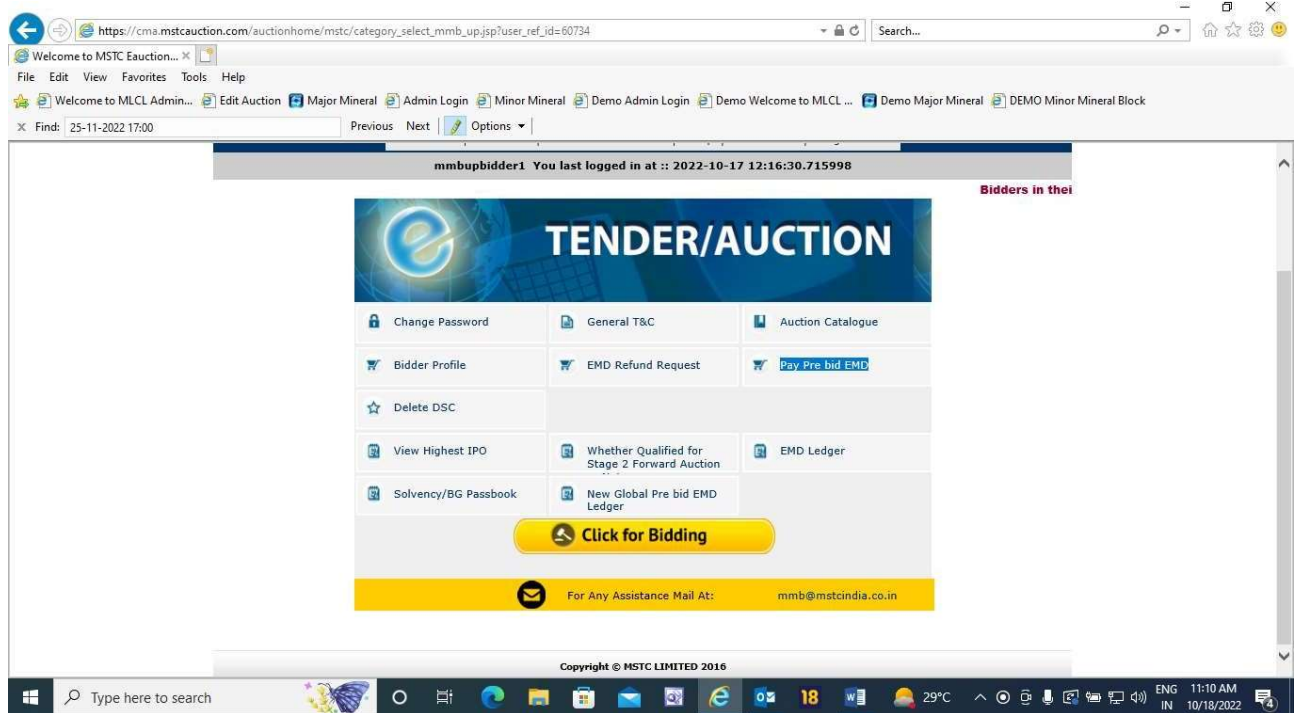 https://cma.mstcauction.com/auctionhome/mstc/category_select_mmb_up.jsp?user_ref_id=60734
Search...
Welcome to MSTC Eauction...
File Edit View Favorites Tools Help
Welcome to MLCL Admin... Edit Auction Major Mineral Admin Login Minor Mineral Demo Admin Login Demo Welcome to MLCL ... Demo Major Mineral DEMO Minor Mineral Block
x Find: 25-11-2022 17:00 Previous Next Options
mmbupbidder1 You last logged in at :: 2022-10-17 12:16:30.715998
Bidders in thei
e TENDER/AUCTION
Change Password General T&C Auction Catalogue
Bidder Profile EMD Refund Request Pay Pre bid EMD
Delete DSC
View Highest IPO Whether Qualified for EMD Ledger
Stage 2 Forward Auction
Solvency/BG Passbook New Global Pre bid EMD
Ledger
Click for Bidding
For Any Assistance Mail At: mmb@mstcindia.co.in
Copyright © MSTC LIMITED 2016
Type here to search 18 29°C ENG 11:10 AM
IN 10/18/2022